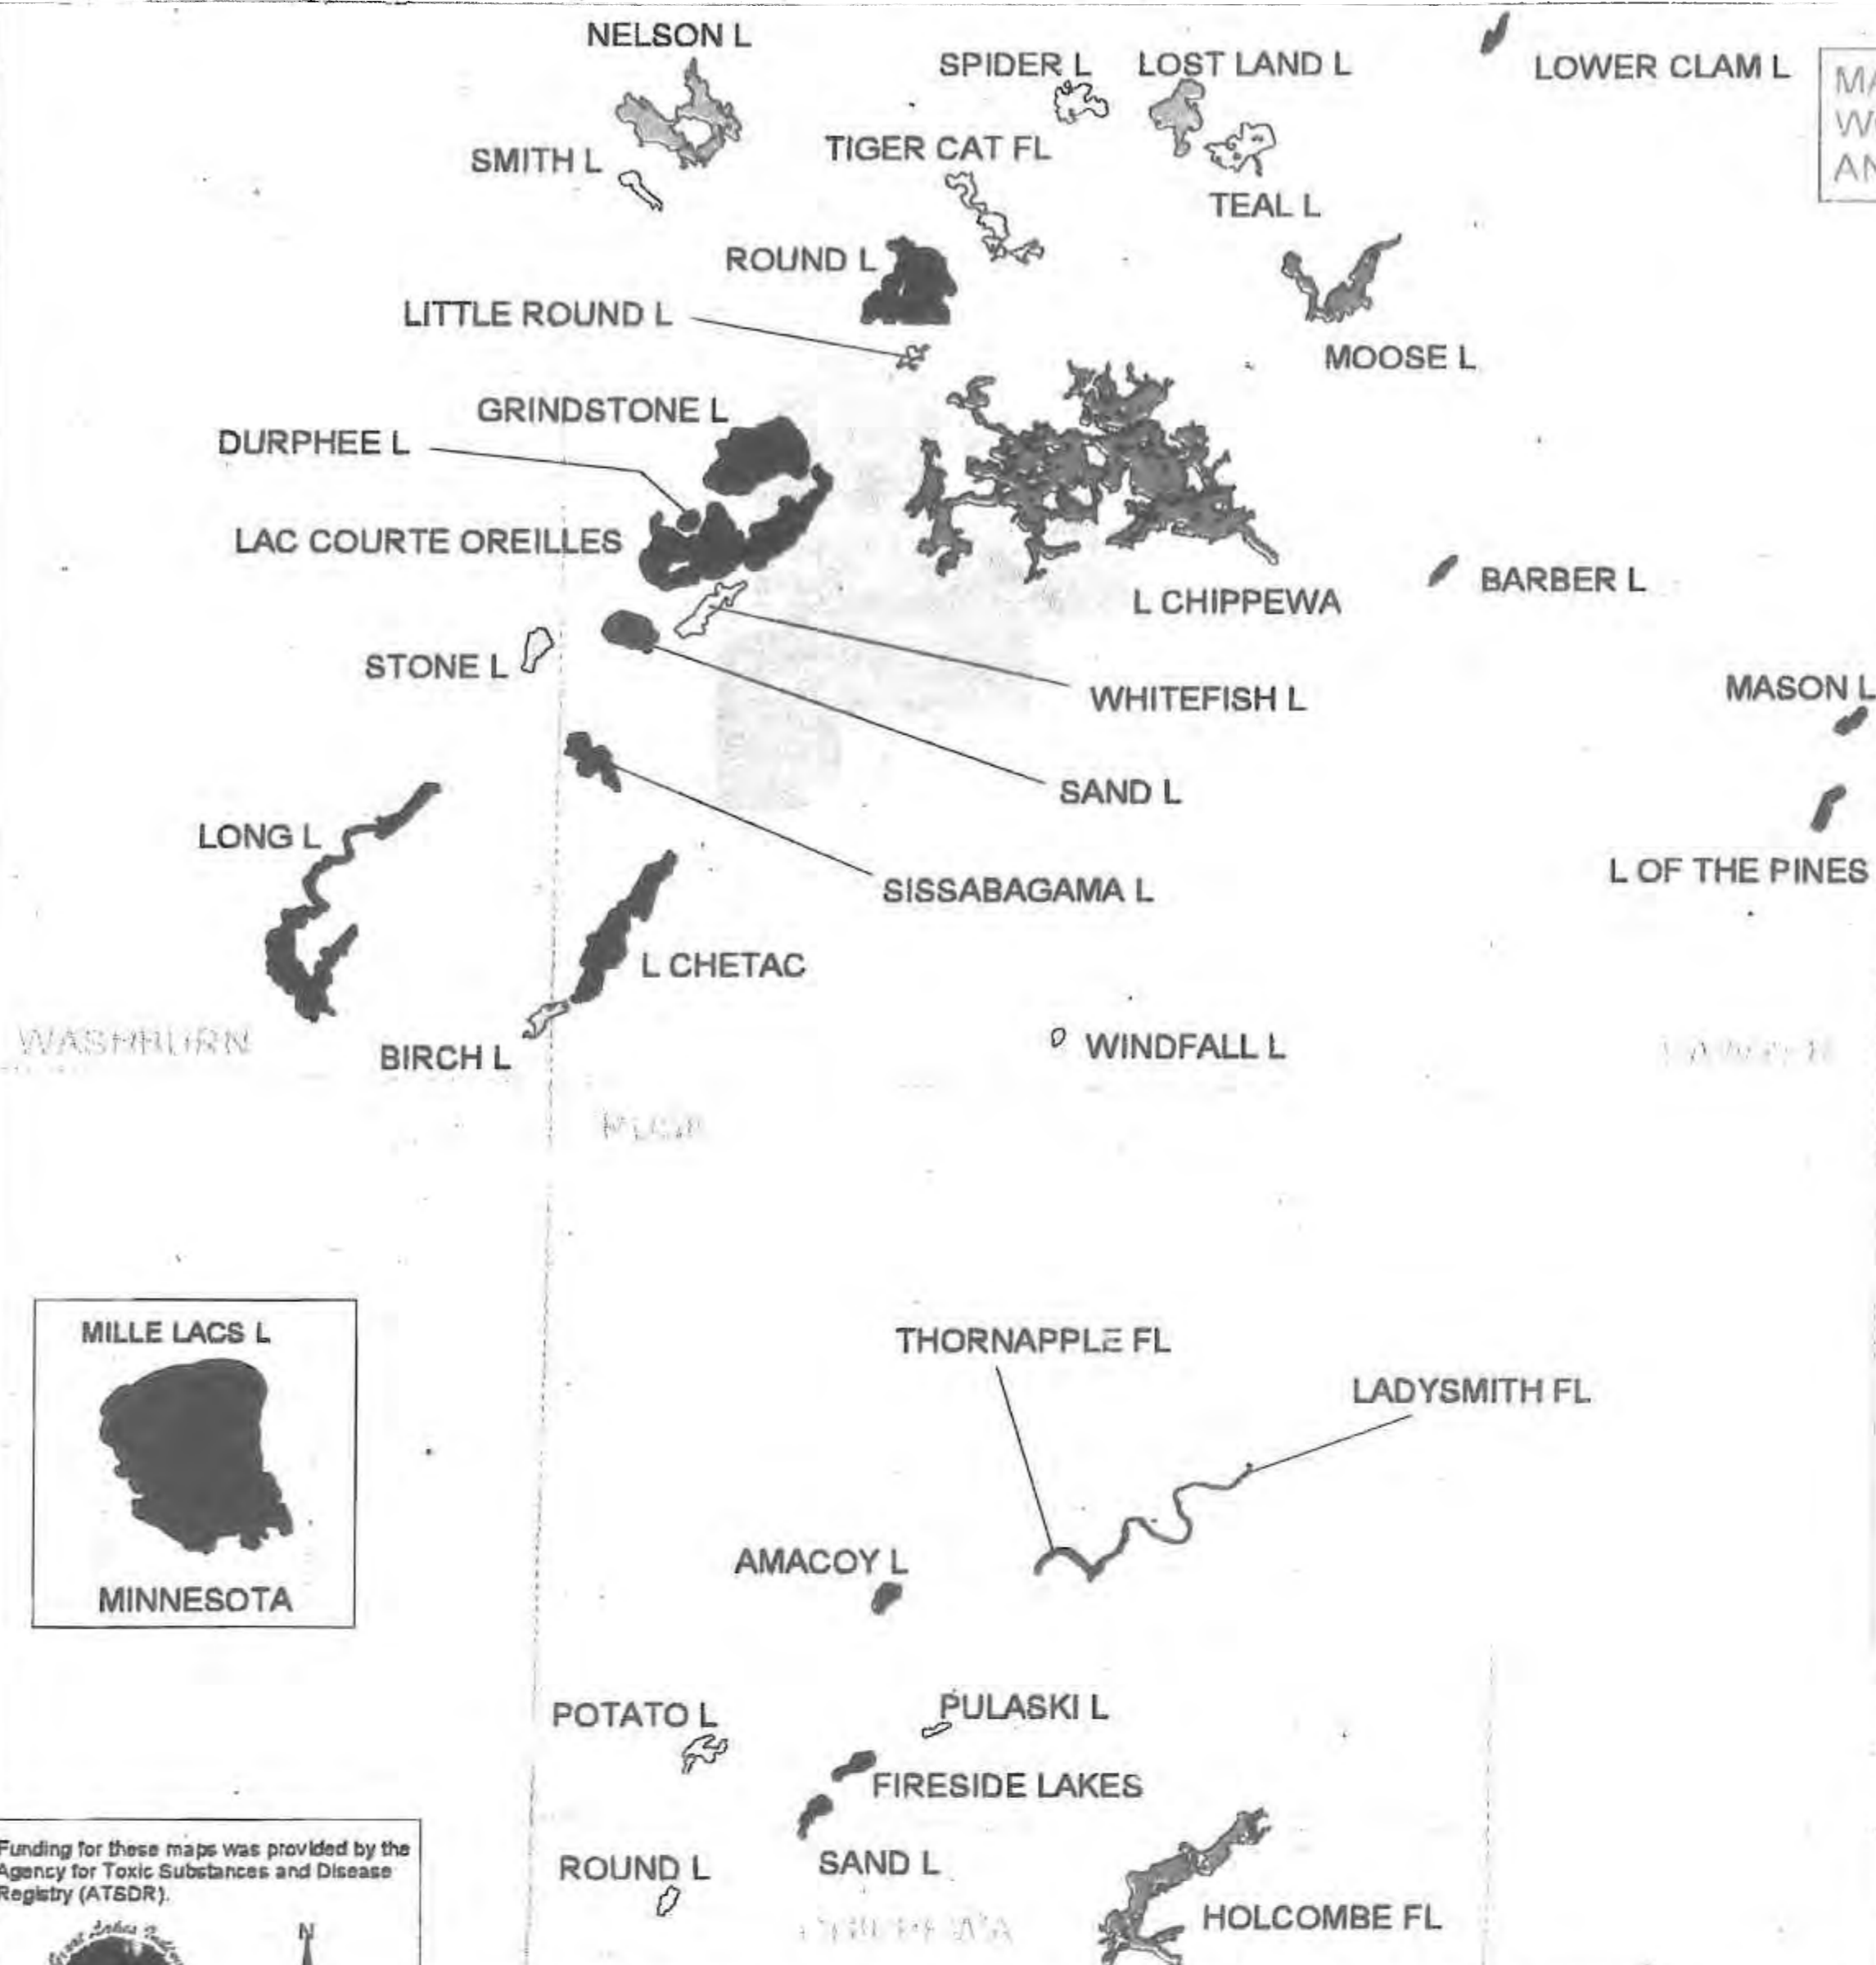 NELSON L
SPIDER L
LOST LAND L
LOWER CLAM L
SMITH L
TIGER CAT FL
TEAL L
ROUND L
LITTLE ROUND L
MOOSE L
GRINDSTONE L
DURPHEE L
LAC COURTE OREILLES
L CHIPPEWA
BARBER L
STONE L
WHITEFISH L
MASON L
SAND L
LONG L
SISSABAGAMA L
L OF THE PINES
L CHETAC
WASHBURN
BIRCH L
WINDFALL L
MILLE LACS L
MINNESOTA
THORNAPPLE FL
LADYSMITH FL
AMACOY L
POTATO L
PULASKI L
FIRESIDE LAKES
SAND L
ROUND L
HOLCOMBE FL
CHIPPEWA
Funding for these maps was provided by the
Agency for Toxic Substances and Disease
Registry (ATSDR).
N